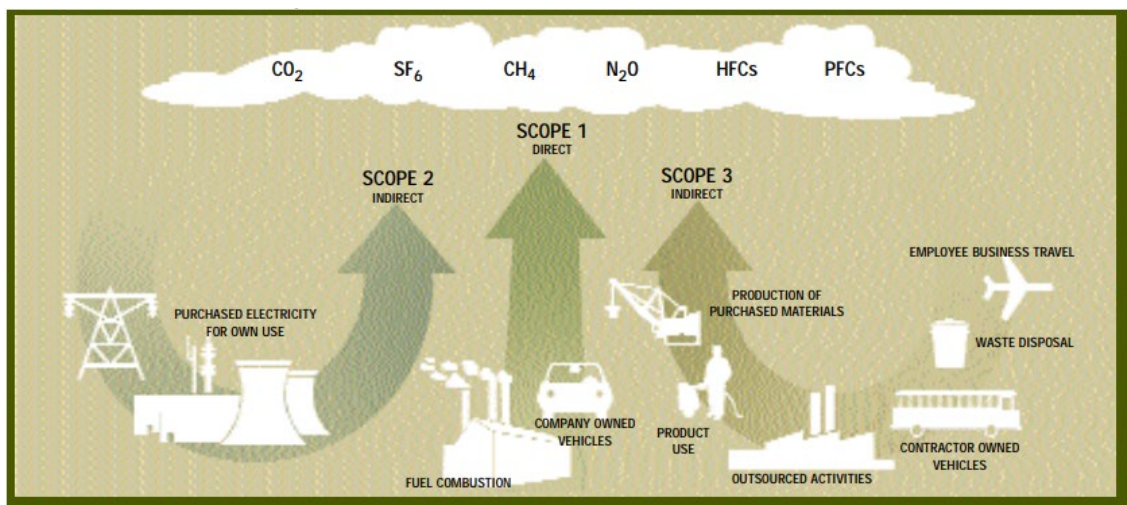 CO2 SF6 CH4 N2O HFCs PFCs
SCOPE 1
DIRECT
SCOPE 2
INDIRECT
SCOPE 3
INDIRECT
EMPLOYEE BUSINESS TRAVEL
PURCHASED ELECTRICITY
FOR OWN USE
PRODUCTION OF
PURCHASED MATERIALS
WASTE DISPOSAL
COMPANY OWNED
VEHICLES
PRODUCT
USE
CONTRACTOR OWNED
VEHICLES
FUEL COMBUSTION
OUTSOURCED ACTIVITIES